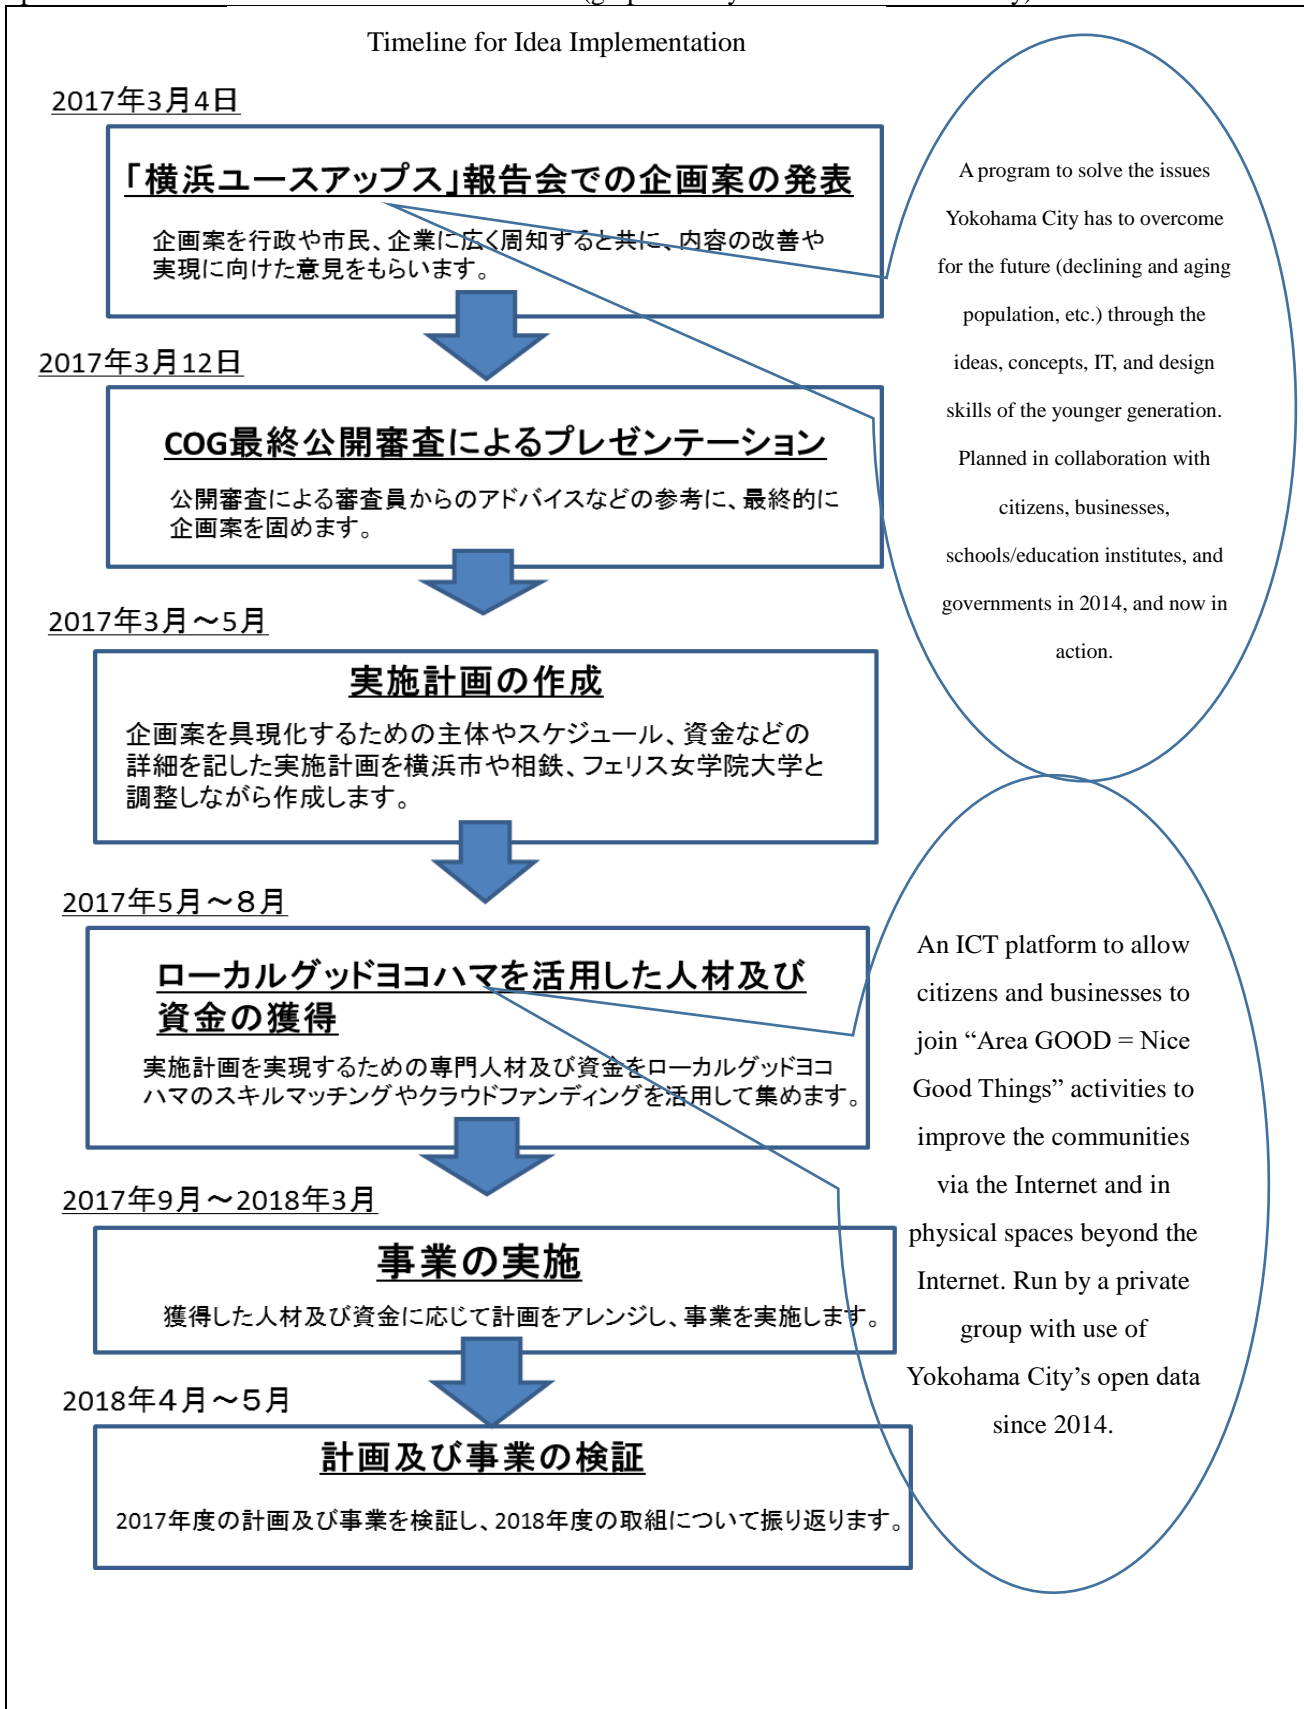 Timeline for Idea Implementation
2017年3月4日
「横浜ユースアップス」報告会での企画案の発表
企画案を行政や市民、企業に広く周知すると共に、内容の改善や
実現に向けた意見をもらいます。
2017年3月12日
COG最終公開審査によるプレゼンテーション
公開審査による審査員からのアドバイスなどの参考に、最終的に
企画案を固めます。
2017年3月～5月
実施計画の作成
企画案を具現化するための主体やスケジュール、資金などの
詳細を記した実施計画を横浜市や相鉄、フェリス女学院大学と
調整しながら作成します。
2017年5月～８月
ローカルグッドヨコハマを活用した人材及び
資金の獲得
実施計画を実現するための専門人材及び資金をローカルグッドヨコ
ハマのスキルマッチングやクラウドファンディングを活用して集めます。
2017年9月～2018年3月
事業の実施
獲得した人材及び資金に応じて計画をアレンジし、事業を実施します。
2018年４月～５月
計画及び事業の検証
2017年度の計画及び事業を検証し、2018年度の取組について振り返ります。
A program to solve the issues
Yokohama City has to overcome
for the future (declining and aging
population, etc.) through the
ideas, concepts, IT, and design
skills of the younger generation.
Planned in collaboration with
citizens, businesses,
schools/education institutes, and
governments in 2014, and now in
action.
An ICT platform to allow
citizens and businesses to
join “Area GOOD = Nice
Good Things” activities to
improve the communities
via the Internet and in
physical spaces beyond the
Internet. Run by a private
group with use of
Yokohama City’s open data
since 2014.